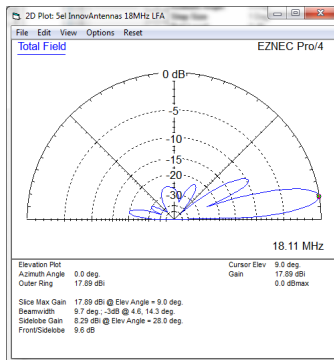 2D Plot: 5el InnovAntennas 18MHz LFA
File Edit View Options Reset
Total Field
EZNEC Pro/4
0 dB
-5
-10
-15
-20
-30
18.11 MHz
Elevation Plot
Cursor Elev 9.0 deg.
Azimuth Angle 0.0 deg.
Gain 17.89 dBi
Outer Ring 17.89 dBi
0.0 dBmax
Slice Max Gain 17.89 dBi @ Elev Angle = 9.0 deg.
Beamwidth 9.7 deg.; -3dB @ 4.6, 14.3 deg.
Sidelobe Gain 8.29 dBi @ Elev Angle = 28.0 deg.
Front/Sidelobe 9.6 dB